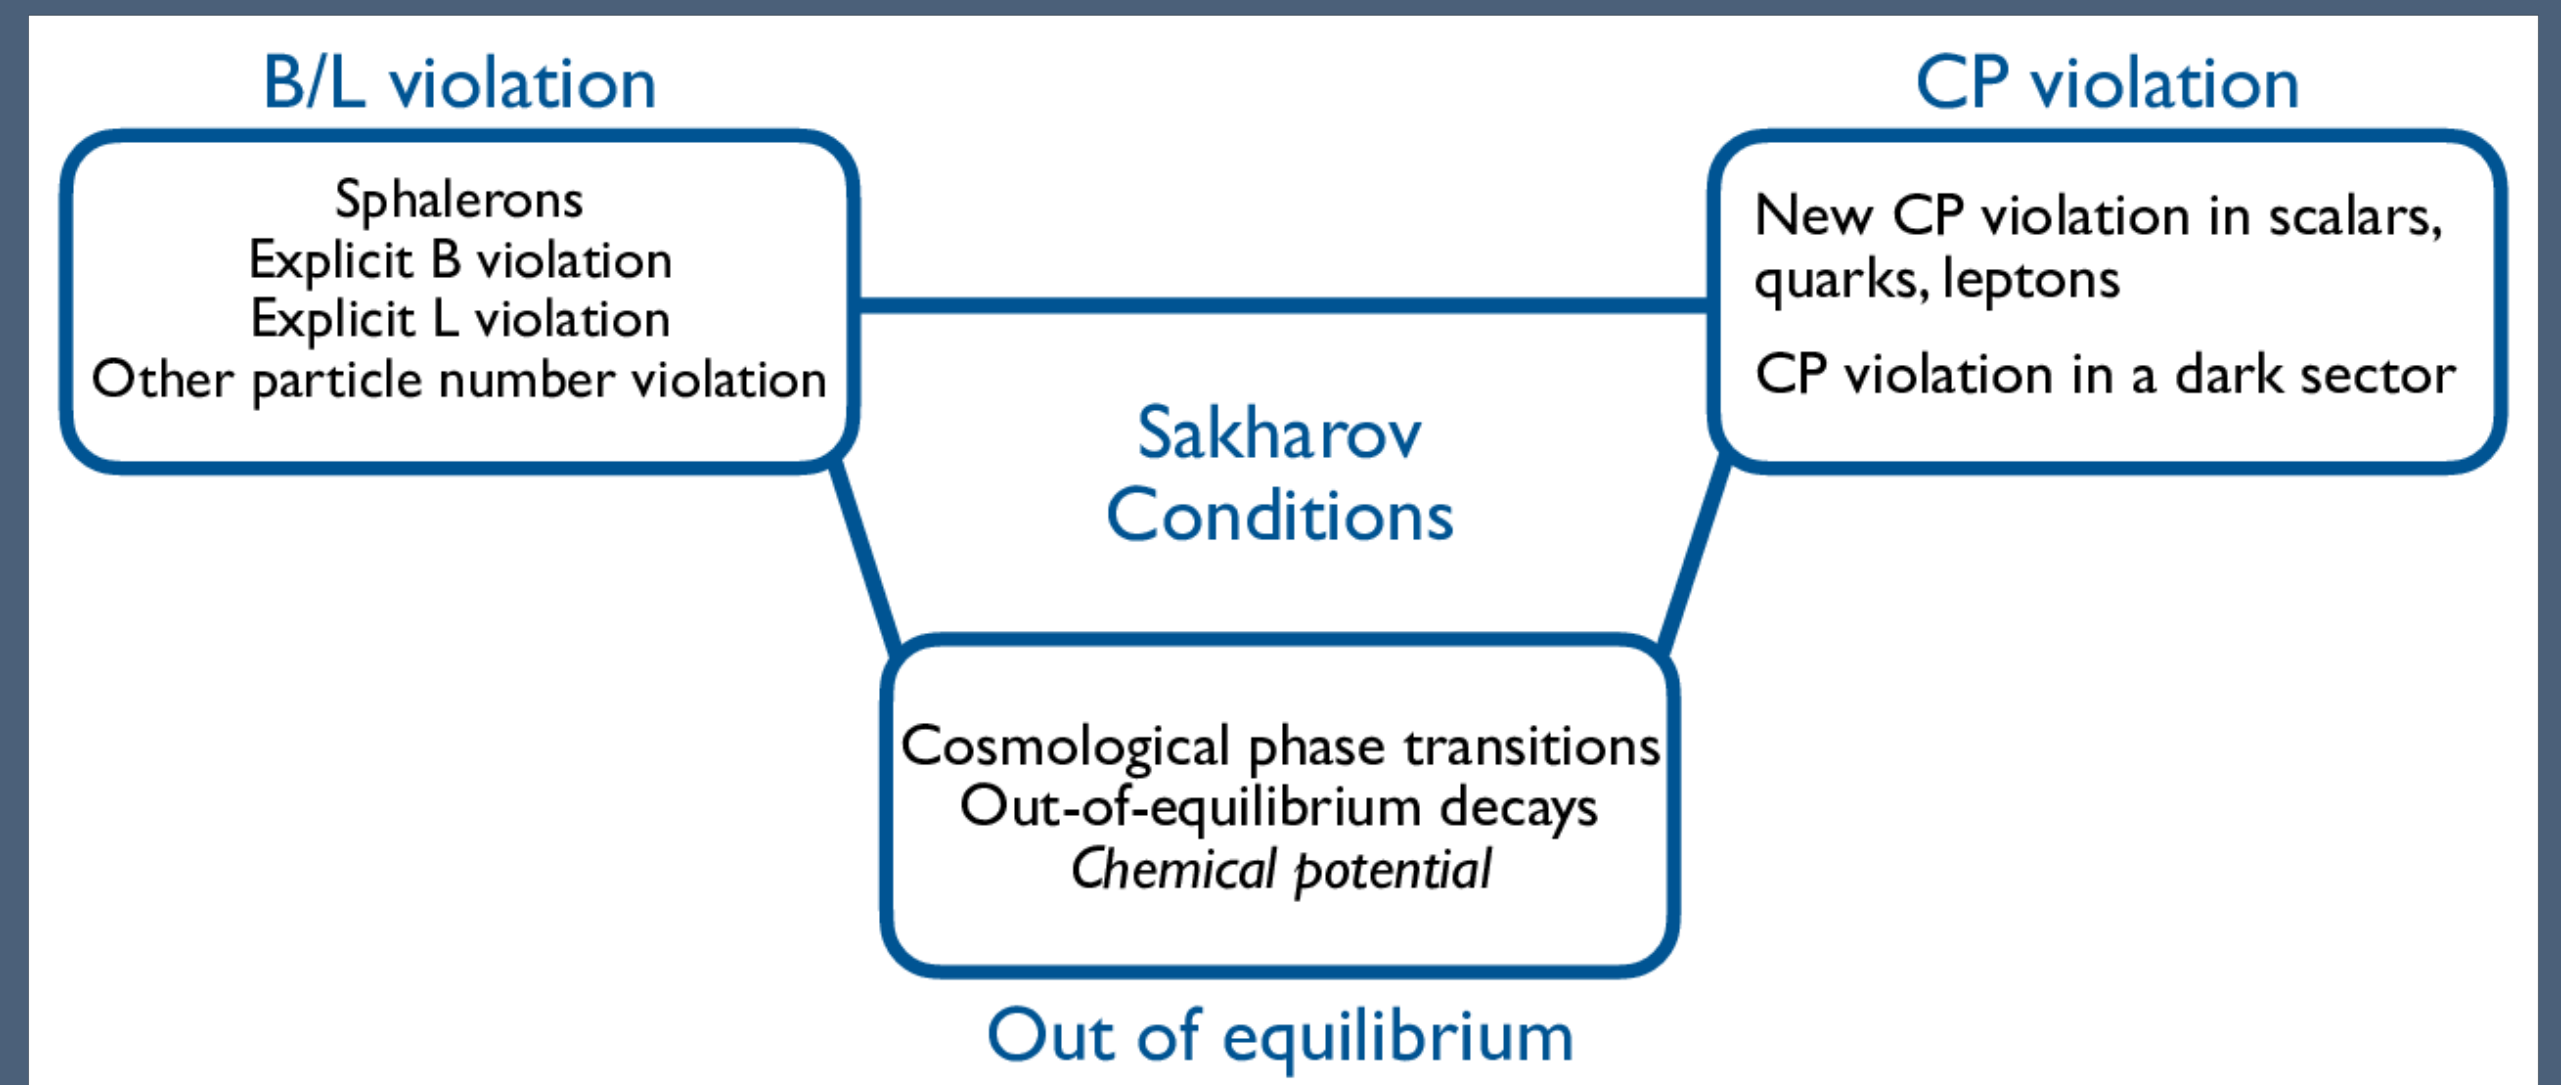 B/L violation
Sphalerons
Explicit B violation
Explicit L violation
Other particle number violation
CP violation
New CP violation in scalars,
quarks, leptons
CP violation in a dark sector
Sakharov
Conditions
Cosmological phase transitions
Out-of-equilibrium decays
Chemical potential
Out of equilibrium